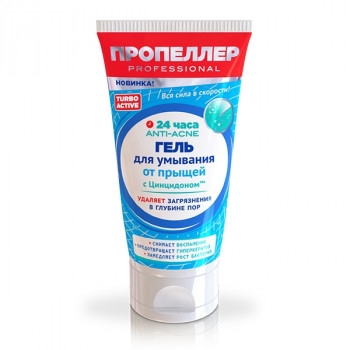 ПРОПЕЛЛЕР
PROFESSIONAL
НОВИНКА!
Вся сила в скорости!
TURBO
ACTIVE
24 часа
ANTI-ACNE
ГЕЛЬ
для умывания
от прыщей
с Цинцидоном™
УДАЛЯЕТ ЗАГРЯЗНЕНИЯ
В ГЛУБИНЕ ПОР
• СНИМАЕТ ВОСПАЛЕНИЕ
• ПРЕДОТВРАЩАЕТ ГИПЕРКЕРАТОЗ
• ЗАМЕДЛЯЕТ РОСТ БАКТЕРИЙ